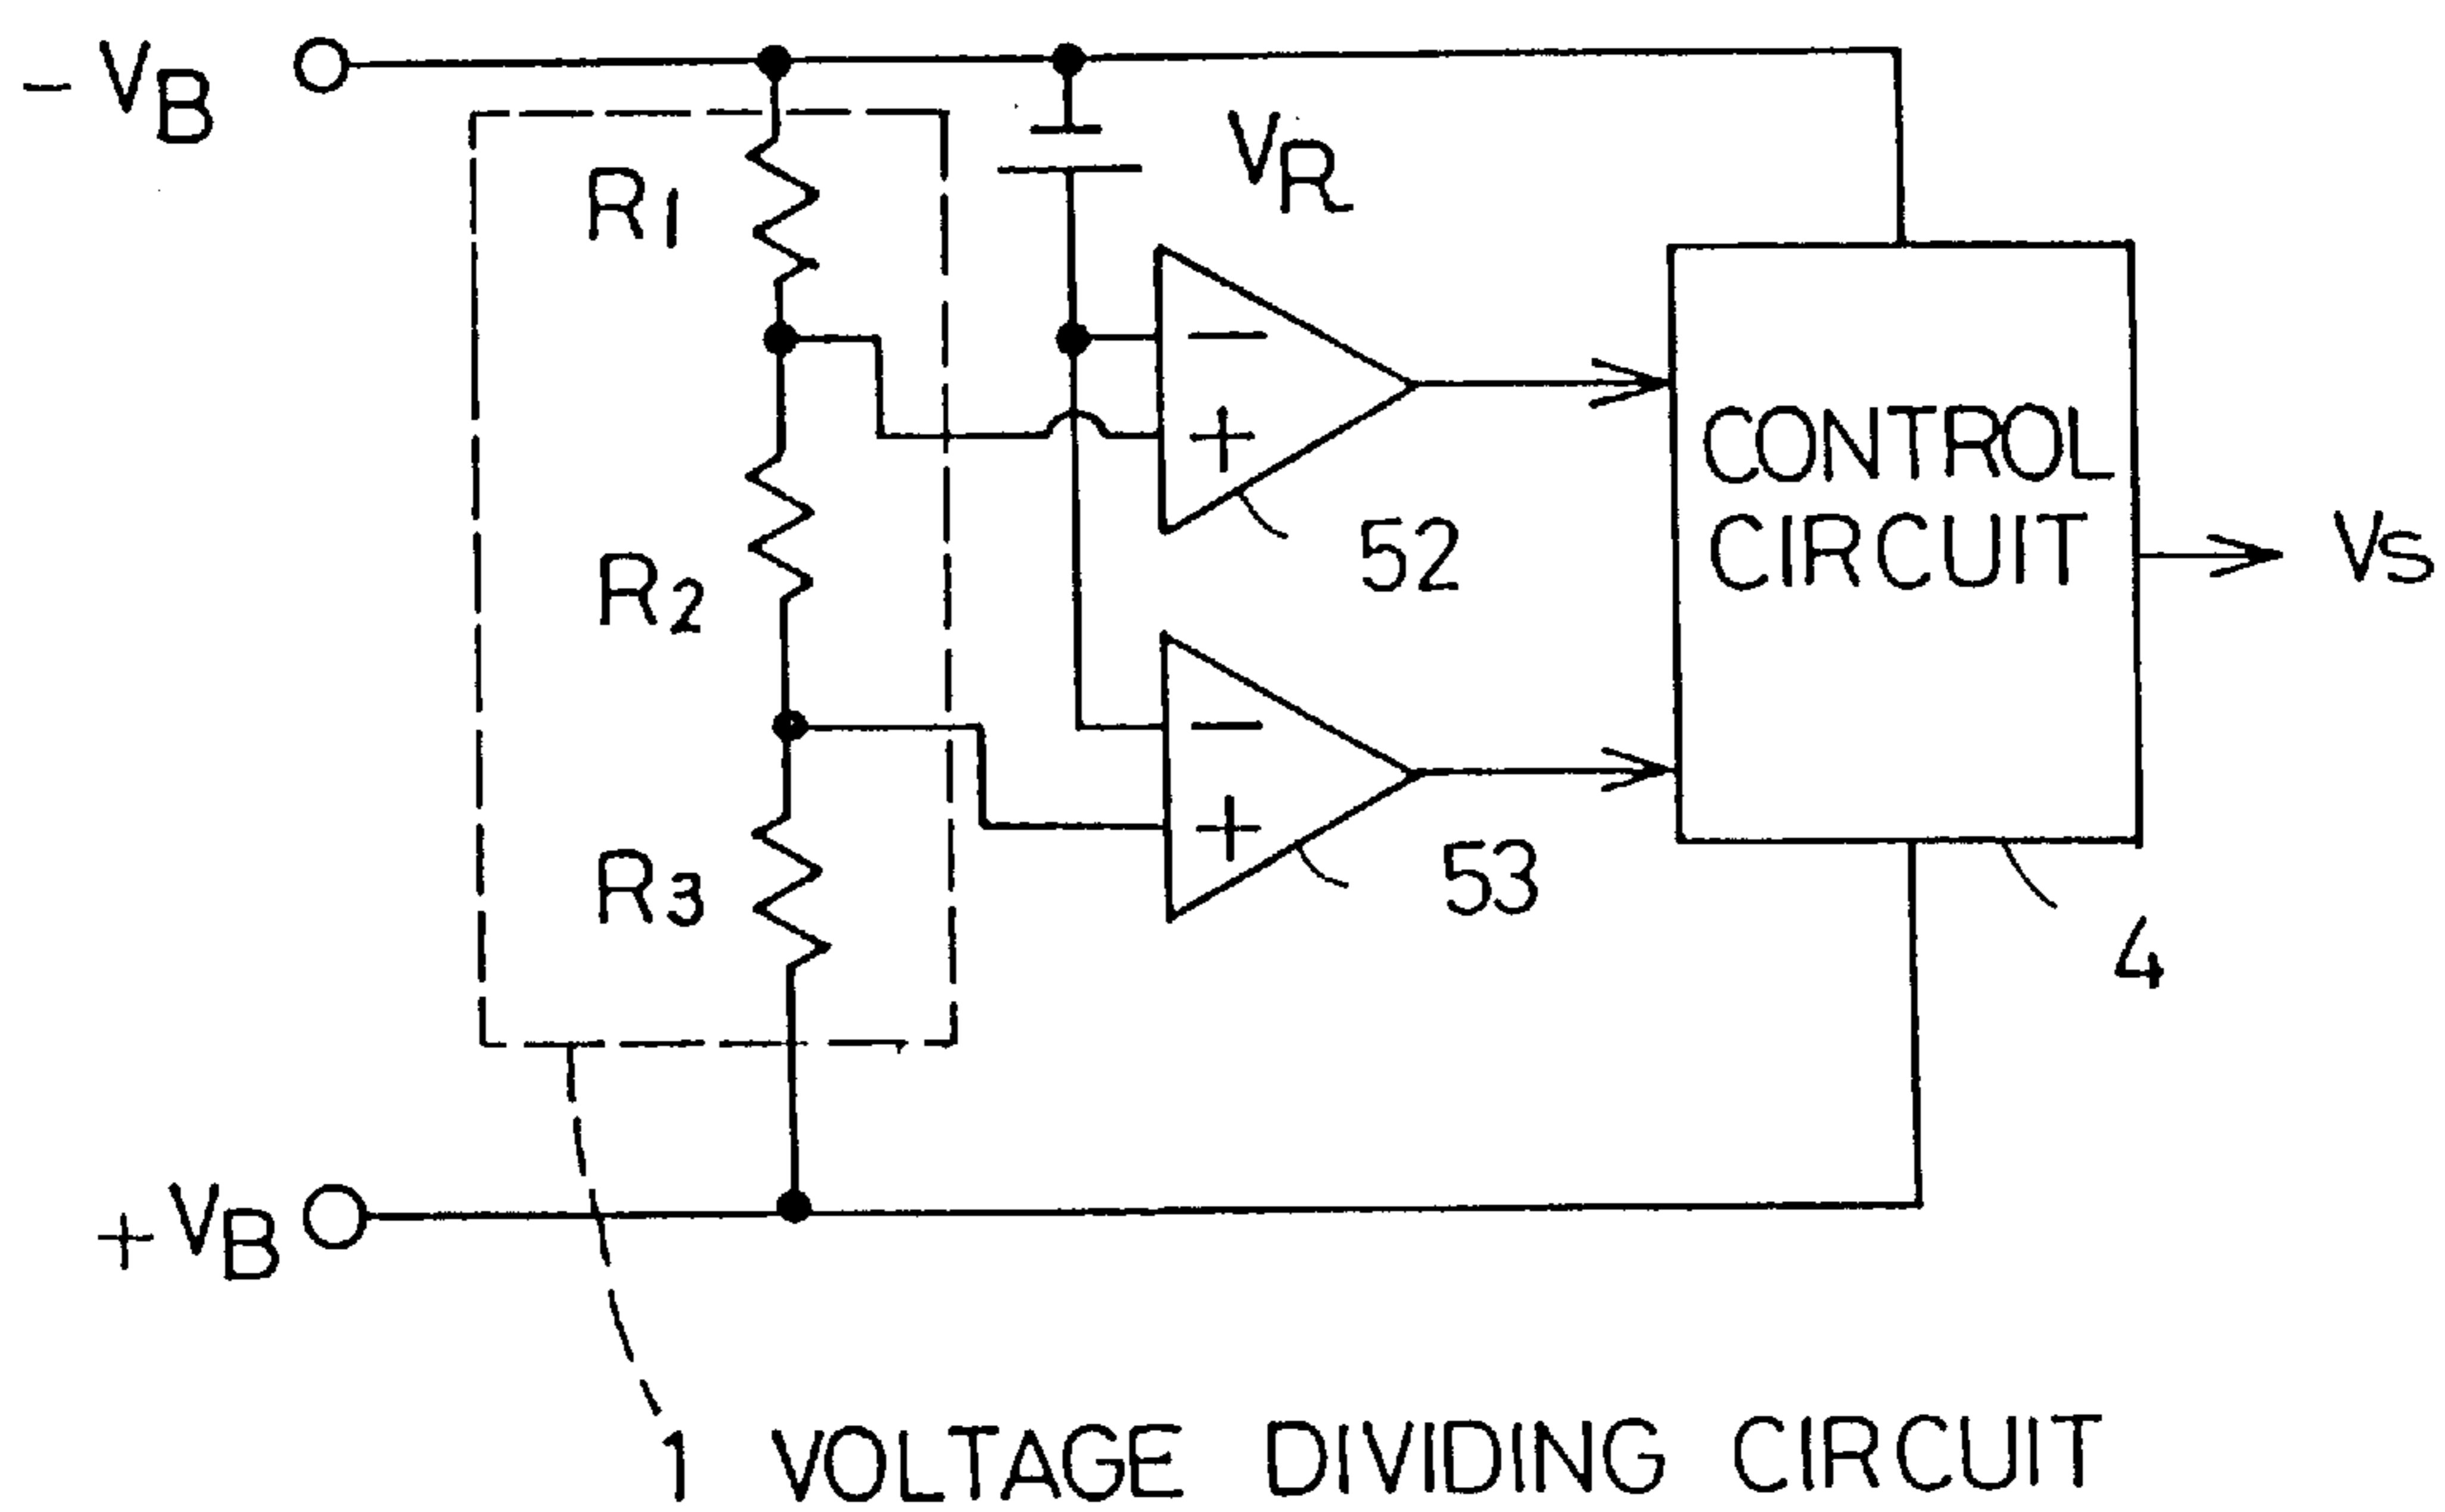 -VB
VR
R1
-
+
52
CONTROL
CIRCUIT
VS
R2
-
+
53
R3
4
+VB
1 VOLTAGE DIVIDING CIRCUIT